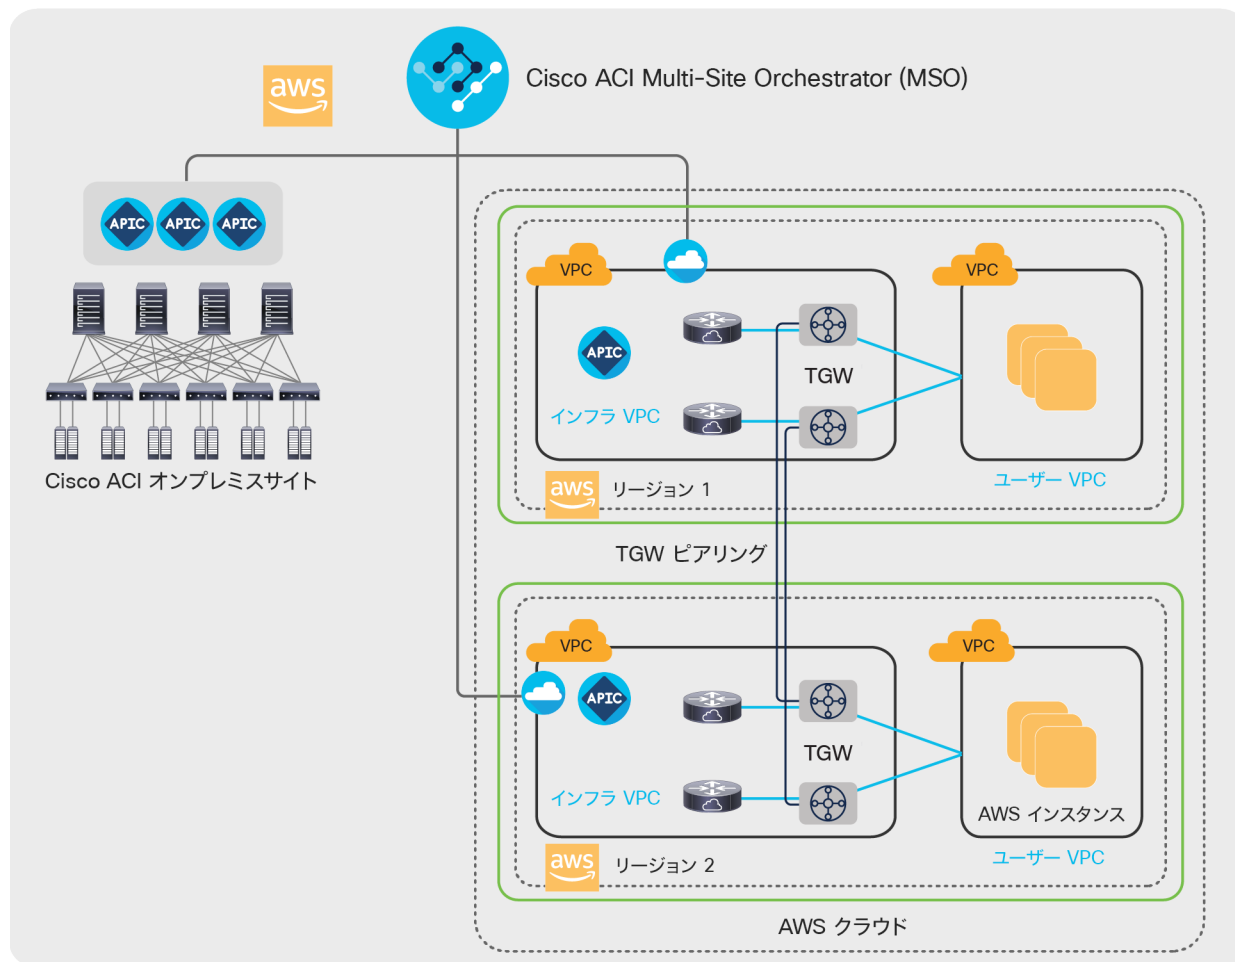 aws
Cisco ACI Multi-Site Orchestrator (MSO)
APIC APIC APIC
Cisco ACI オンプレミスサイト
VPC
VPC
APIC
TGW
インフラ VPC
ユーザー VPC
aws
リージョン 1
TGW ピアリング
VPC
VPC
APIC
TGW
インフラ VPC
AWS インスタンス
ユーザー VPC
aws
リージョン 2
AWS クラウド